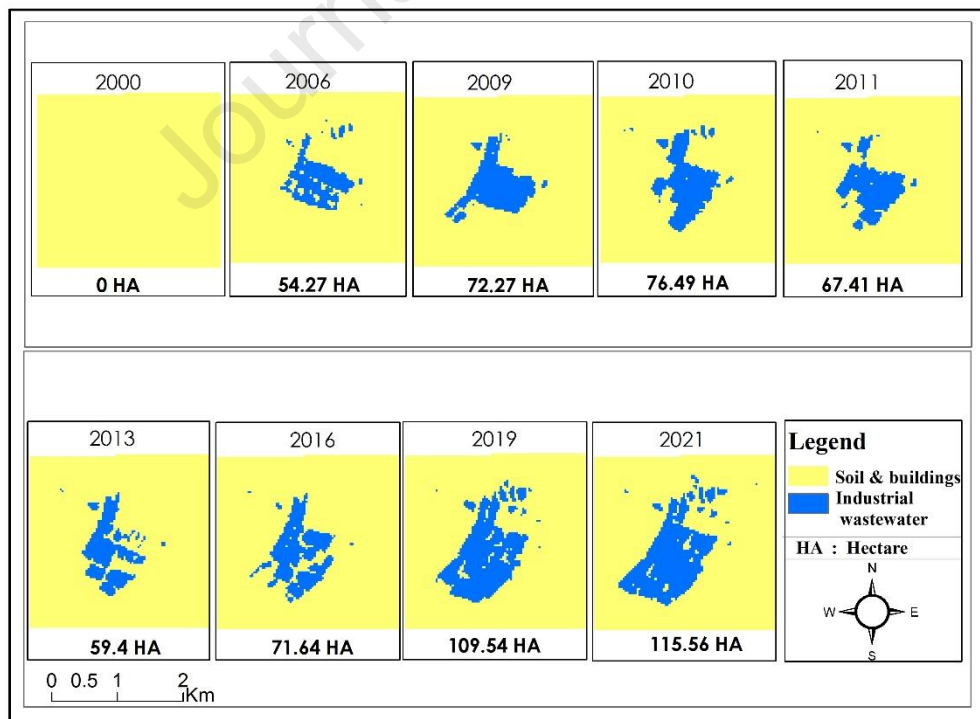 Journa
2000
2006
2009
2010
2011
0 HA
54.27 HA
72.27 HA
76.49 HA
67.41 HA
2013
2016
2019
2021
59.4 HA
71.64 HA
109.54 HA
115.56 HA
Legend
Soil & buildings
Industrial
wastewater
HA : Hectare
N
W
E
S
0 0.5 1 2
Km